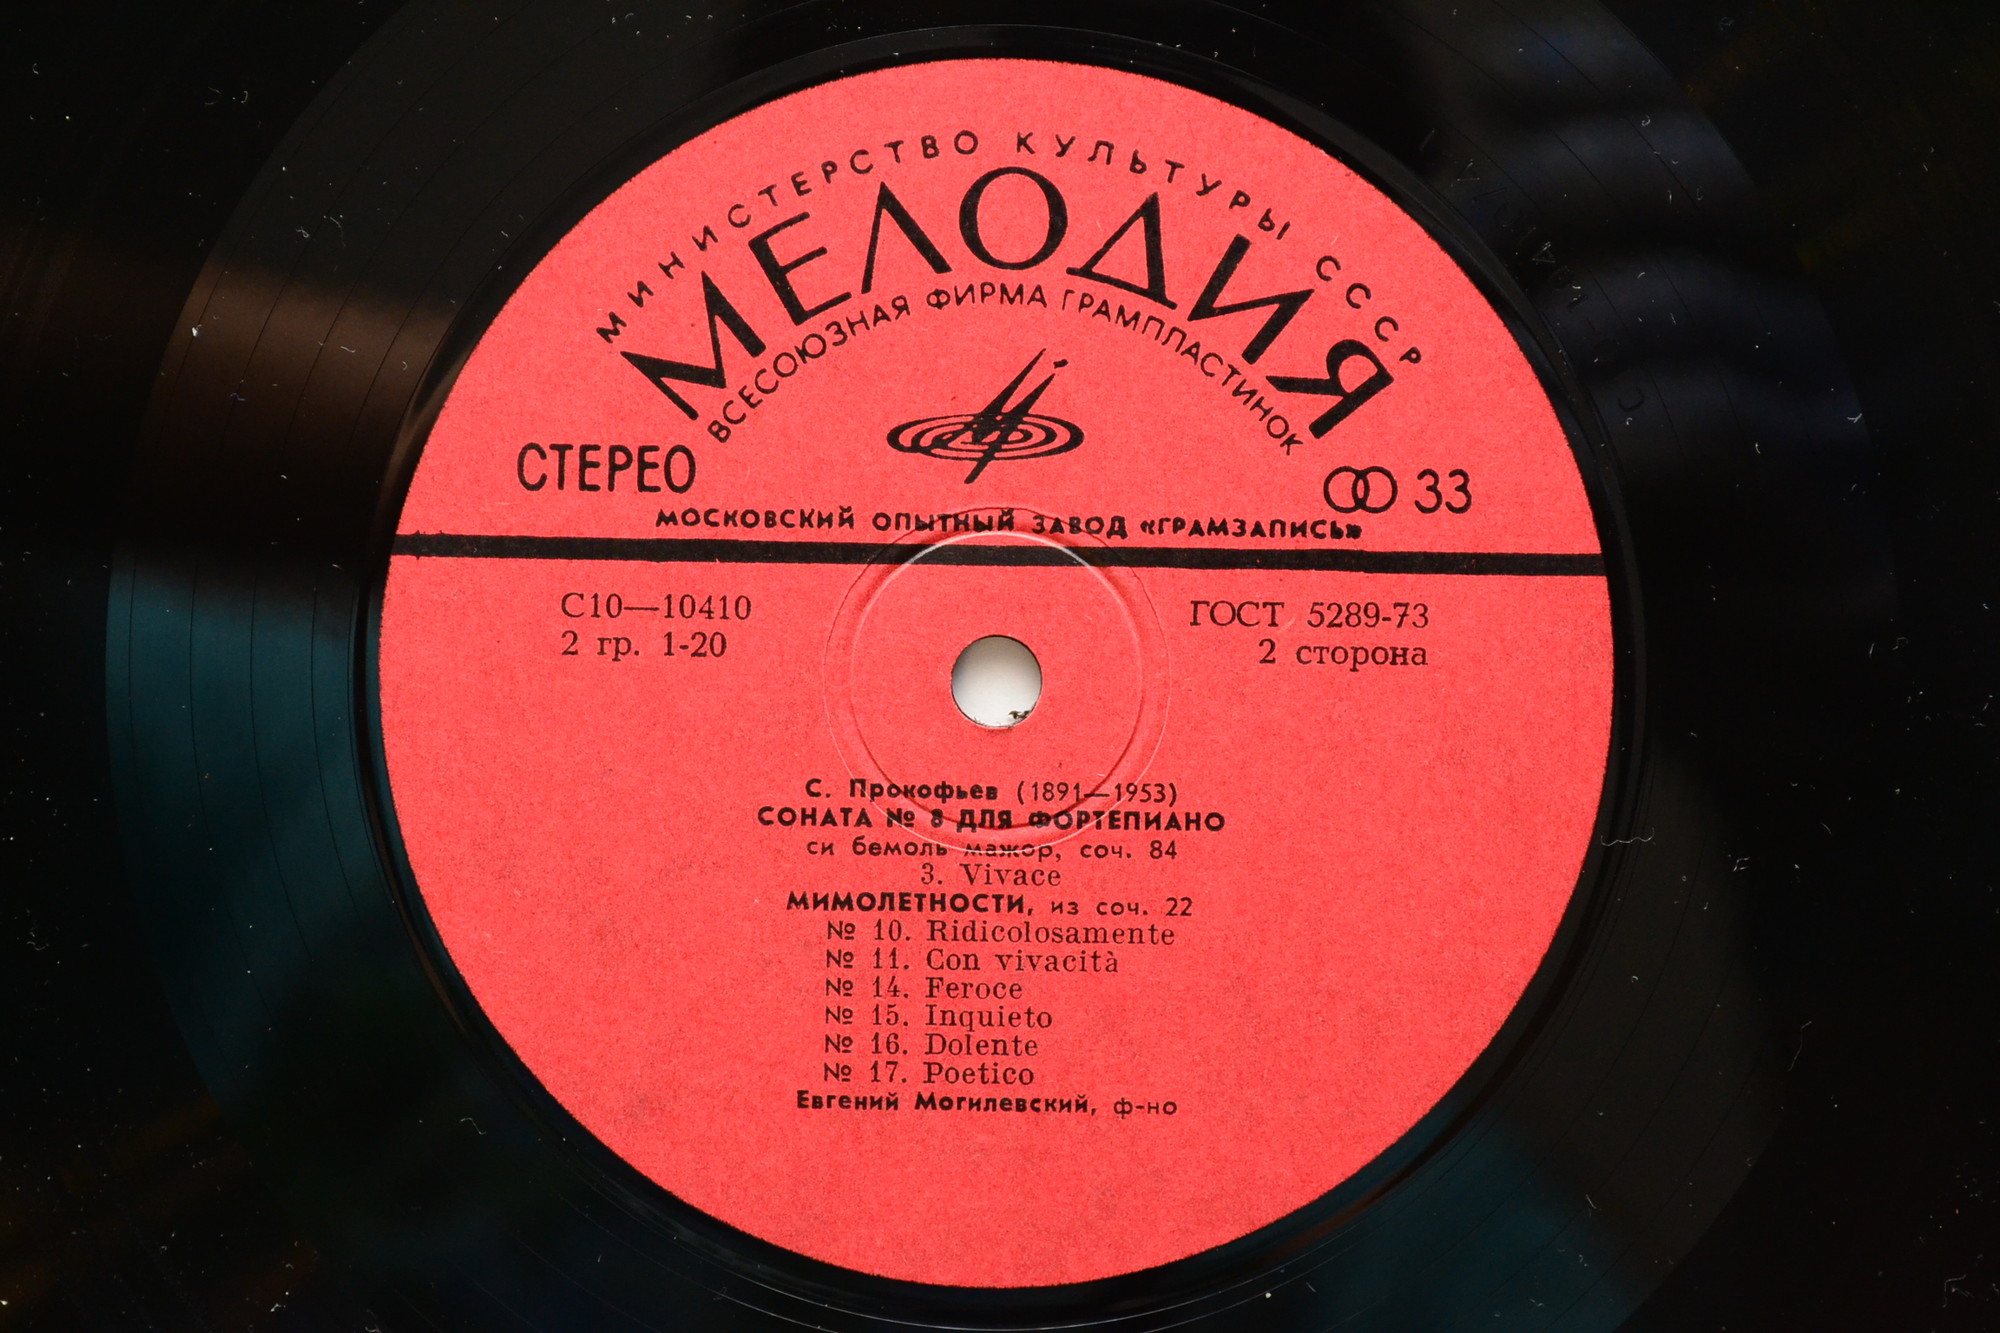 МИНИСТЕРСТВО КУЛЬТУРЫ СССР
МЕЛОДИЯ
ВСЕСОЮЗНАЯ ФИРМА ГРАМПЛАСТИНОК
СТЕРЕО
33
МОСКОВСКИЙ ОПЫТНЫЙ ЗАВОД «ГРАМЗАПИСЬ»
С10—10410
2 гр. 1-20
ГОСТ 5289-73
2 сторона
С. Прокофьев (1891—1953)
СОНАТА № 8 ДЛЯ ФОРТЕПИАНО
си бемоль мажор, соч. 84
3. Vivace
МИМОЛЕТНОСТИ, из соч. 22
№ 10. Ridicolosamente
№ 11. Con vivacità
№ 14. Feroce
№ 15. Inquieto
№ 16. Dolente
№ 17. Poetico
Евгений Могилевский, ф-но